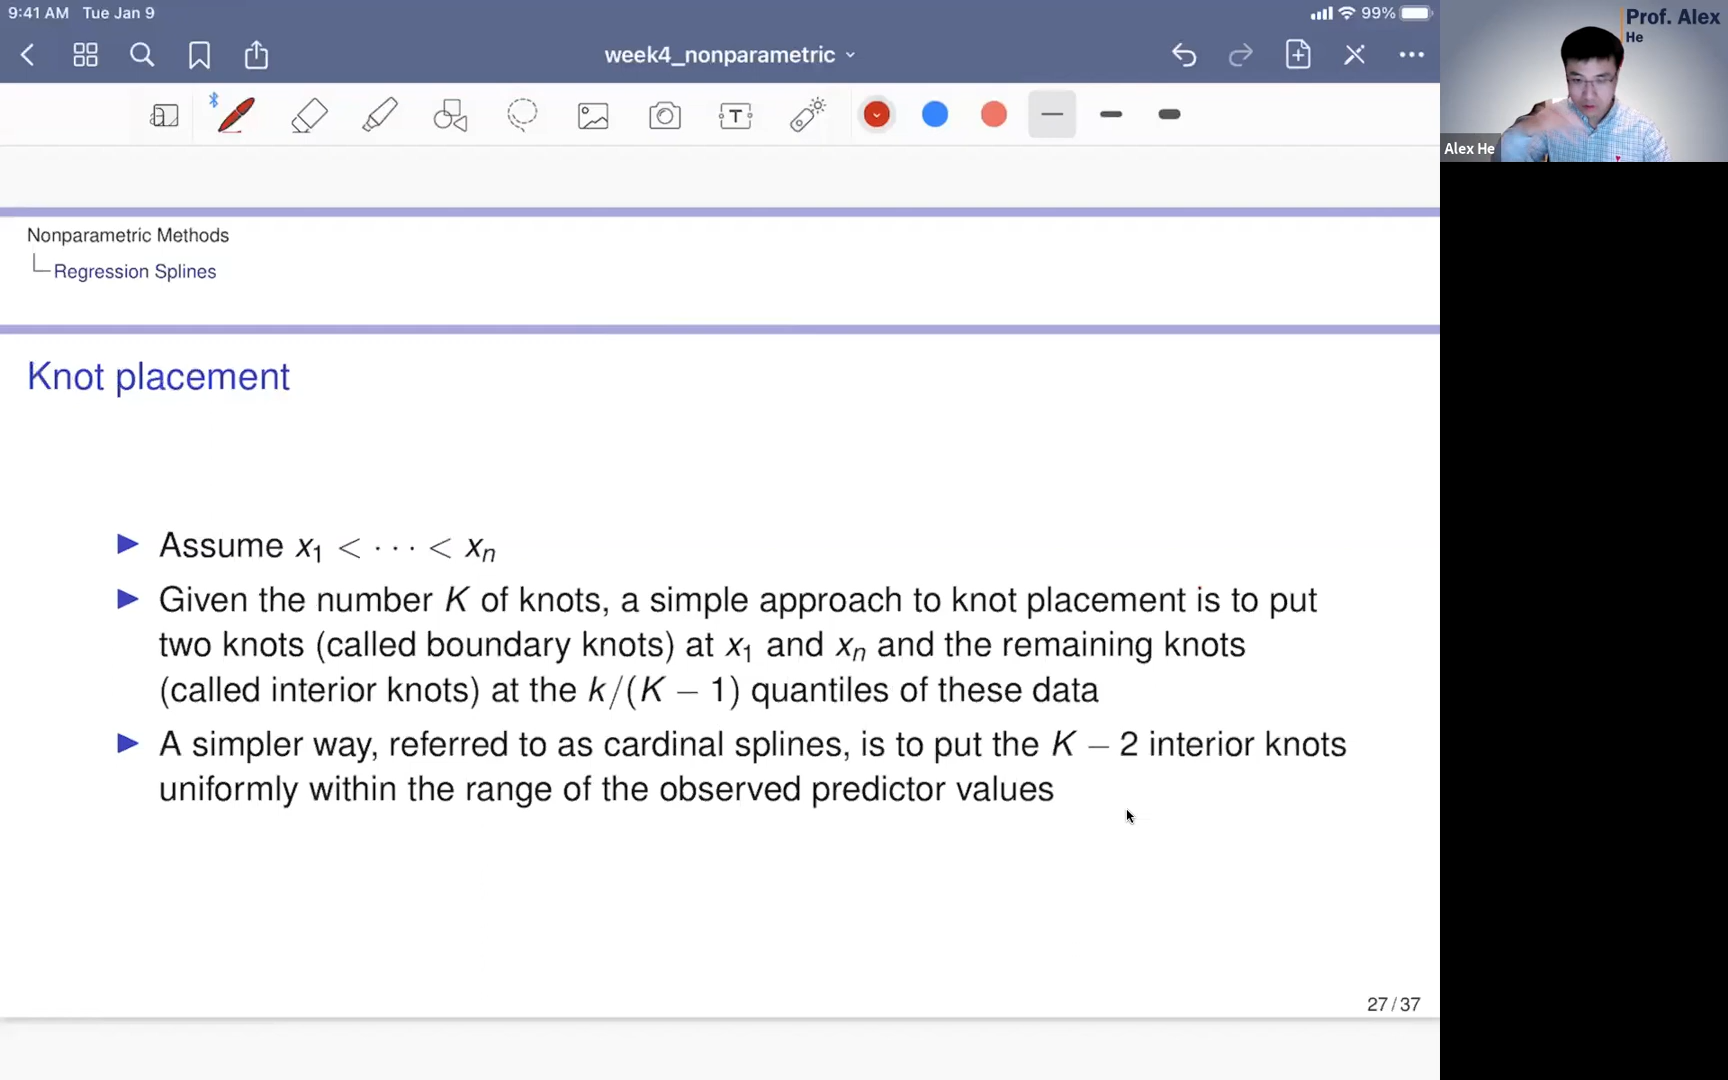 9:41 AM Tue Jan 9
99%
week4_nonparametric
T
Prof. Alex
He
Alex He
Nonparametric Methods
Regression Splines
Knot placement
Assume x₁ < · · · < xₙ
Given the number K of knots, a simple approach to knot placement is to put
two knots (called boundary knots) at x₁ and xₙ and the remaining knots
(called interior knots) at the k/(K − 1) quantiles of these data
A simpler way, referred to as cardinal splines, is to put the K − 2 interior knots
uniformly within the range of the observed predictor values
27 / 37